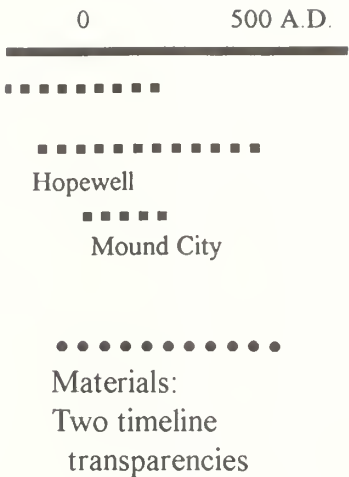 0 500 A.D.
Hopewell
Mound City
Materials:
Two timeline
transparencies